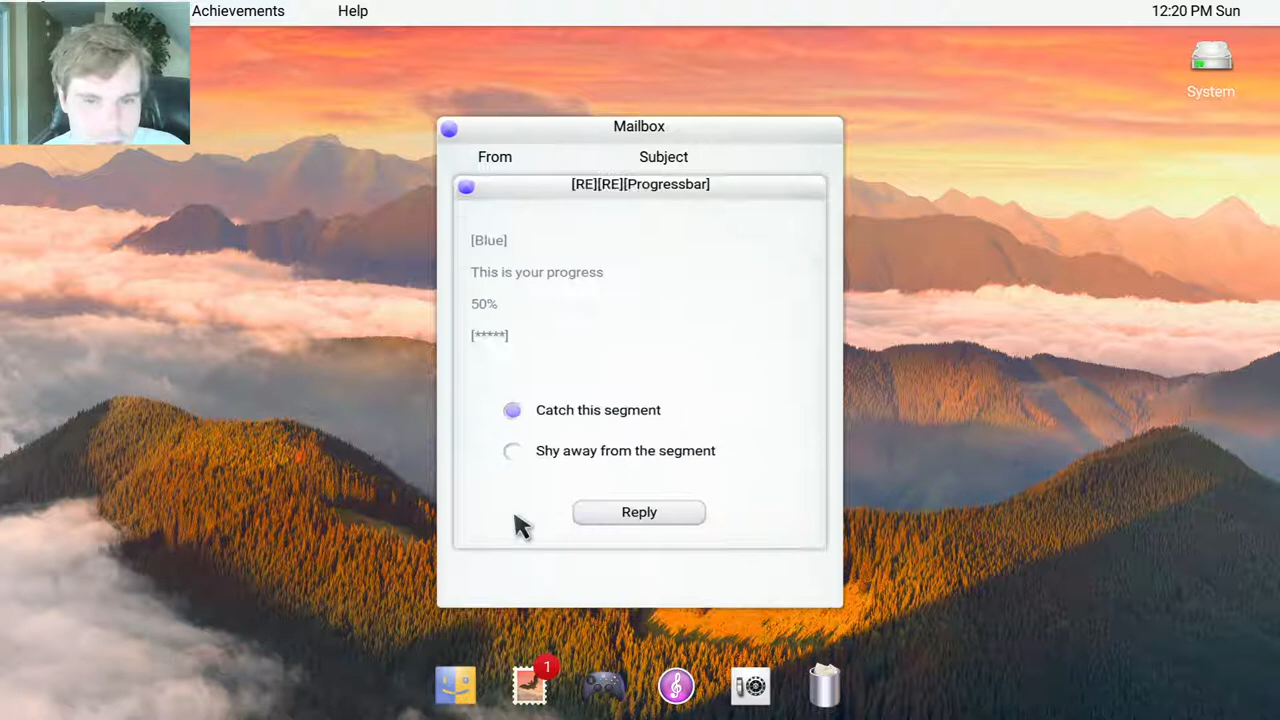 Achievements Help 12:20 PM Sun
System
Mailbox
From Subject
[RE][RE][Progressbar]
[Blue]
This is your progress
50%
[*****]
Catch this segment
Shy away from the segment
Reply
1